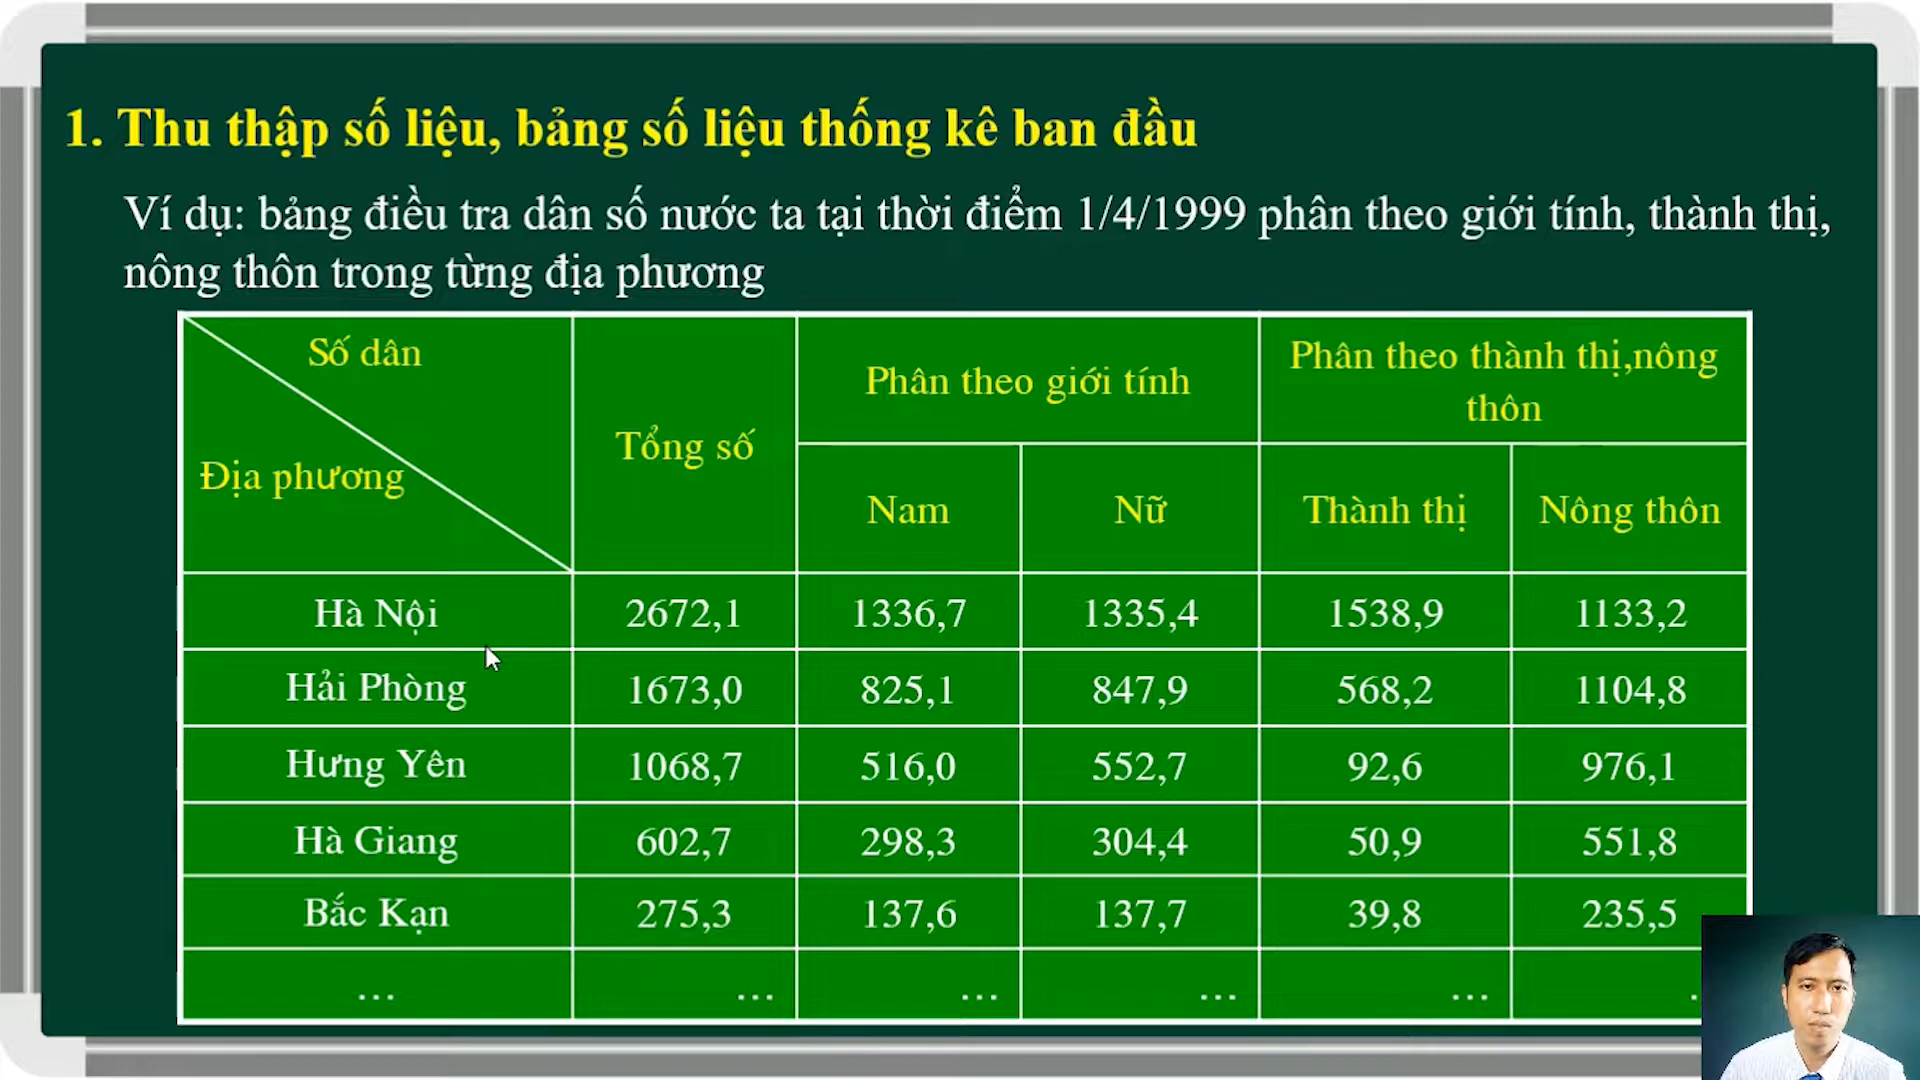 1. Thu thập số liệu, bảng số liệu thống kê ban đầu
Ví dụ: bảng điều tra dân số nước ta tại thời điểm 1/4/1999 phân theo giới tính, thành thị,
nông thôn trong từng địa phương
Số dân
Địa phương
Tổng số
Phân theo giới tính
Phân theo thành thị,nông
thôn
Nam
Nữ
Thành thị
Nông thôn
Hà Nội 2672,1 1336,7 1335,4 1538,9 1133,2
Hải Phòng 1673,0 825,1 847,9 568,2 1104,8
Hưng Yên 1068,7 516,0 552,7 92,6 976,1
Hà Giang 602,7 298,3 304,4 50,9 551,8
Bắc Kạn 275,3 137,6 137,7 39,8 235,5
... ... ... ... ... .